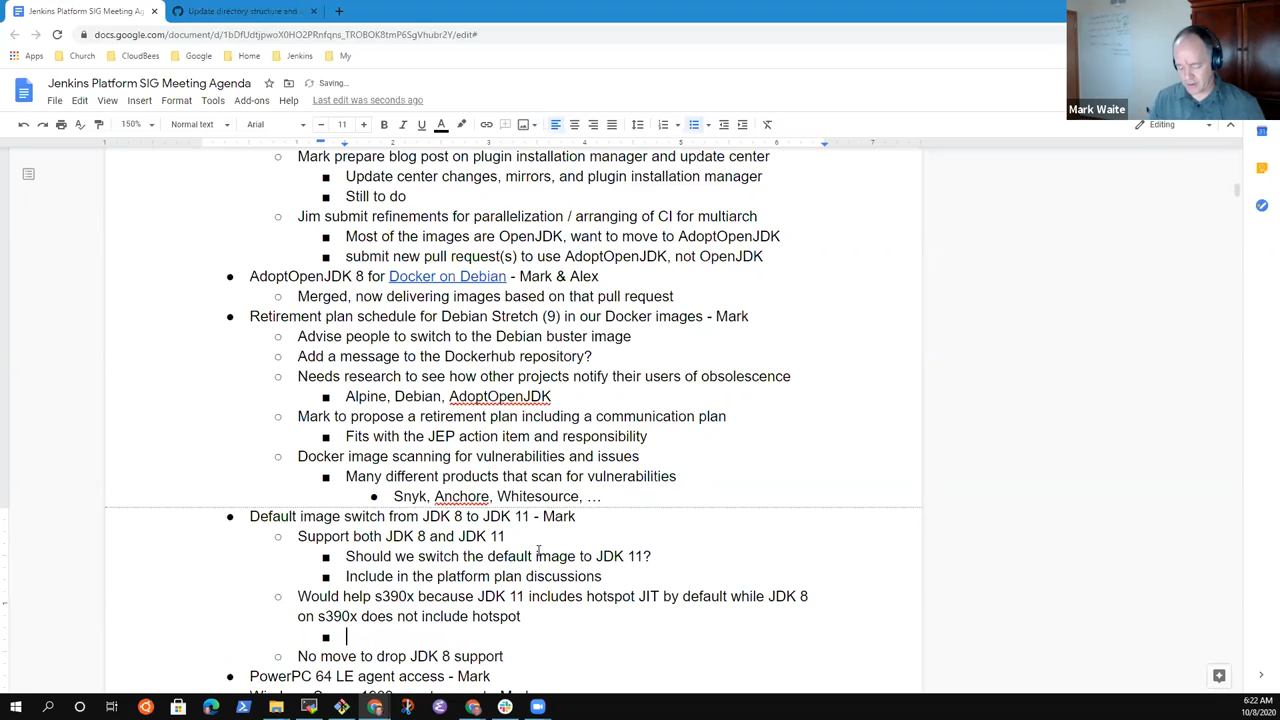 Jenkins Platform SIG Meeting Agenda
Update directory structure and
docs.google.com/document/d/1bDfUdtjpwoX0HO2PRnfqns_TROBOK8tmP6SgVhubr2Y/edit#
Apps Church CloudBees Google Home Jenkins My
Jenkins Platform SIG Meeting Agenda Saving...
File Edit View Insert Format Tools Add-ons Help Last edit was seconds ago
Mark Waite
150% Normal text Arial 11 Editing
1 1 2 3 4 5 6 7
Mark prepare blog post on plugin installation manager and update center
Update center changes, mirrors, and plugin installation manager
Still to do
Jim submit refinements for parallelization / arranging of CI for multiarch
Most of the images are OpenJDK, want to move to AdoptOpenJDK
submit new pull request(s) to use AdoptOpenJDK, not OpenJDK
AdoptOpenJDK 8 for Docker on Debian - Mark & Alex
Merged, now delivering images based on that pull request
Retirement plan schedule for Debian Stretch (9) in our Docker images - Mark
Advise people to switch to the Debian buster image
Add a message to the Dockerhub repository?
Needs research to see how other projects notify their users of obsolescence
Alpine, Debian, AdoptOpenJDK
Mark to propose a retirement plan including a communication plan
Fits with the JEP action item and responsibility
Docker image scanning for vulnerabilities and issues
Many different products that scan for vulnerabilities
Snyk, Anchore, Whitesource, …
Default image switch from JDK 8 to JDK 11 - Mark
Support both JDK 8 and JDK 11
Should we switch the default image to JDK 11?
Include in the platform plan discussions
Would help s390x because JDK 11 includes hotspot JIT by default while JDK 8
on s390x does not include hotspot
No move to drop JDK 8 support
PowerPC 64 LE agent access - Mark
6:22 AM
10/8/2020